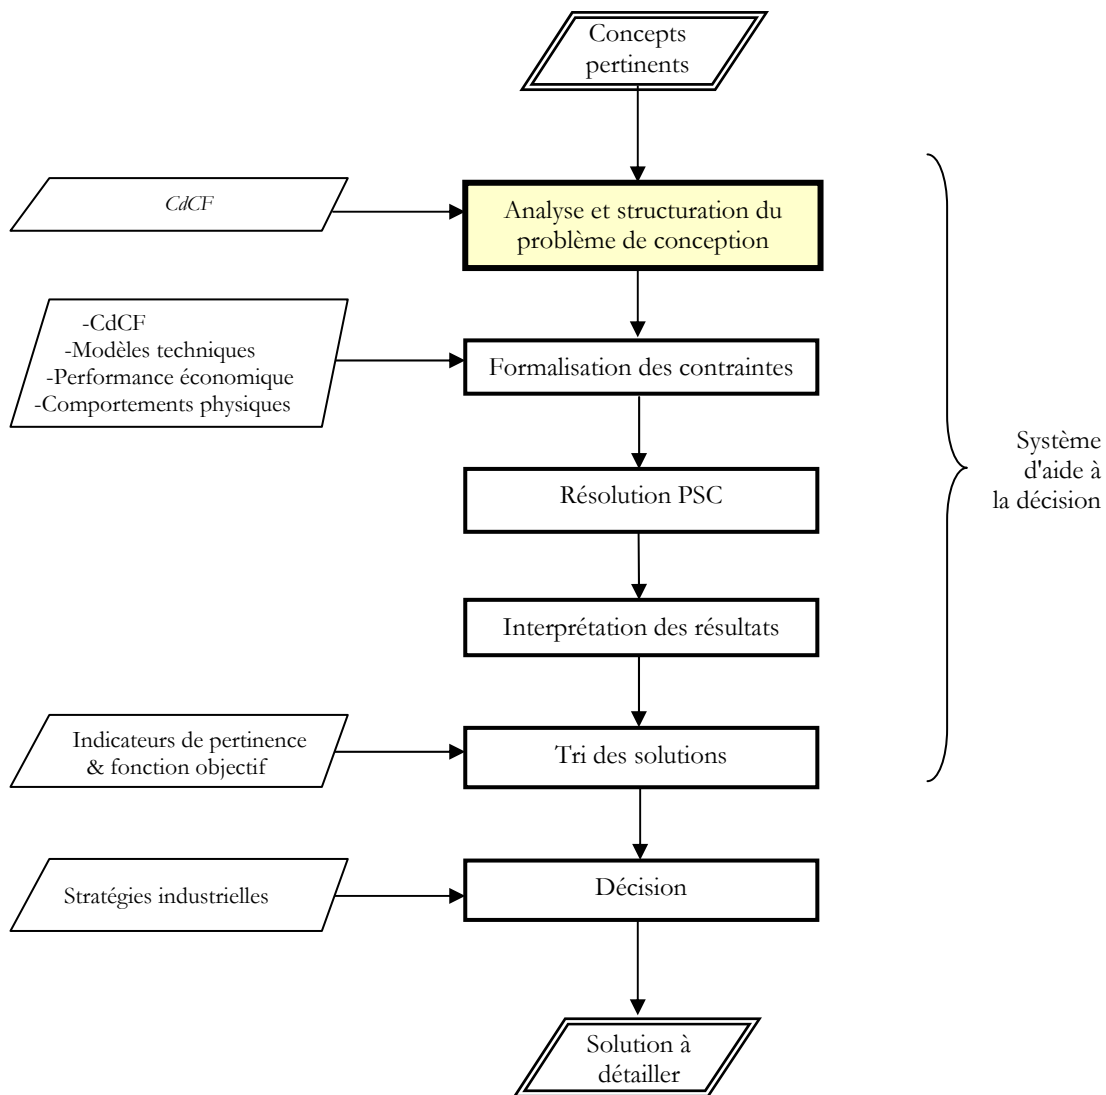 Concepts
pertinents
CdCF
Analyse et structuration du
problème de conception
-CdCF
-Modèles techniques
-Performance économique
-Comportements physiques
Formalisation des contraintes
Résolution PSC
Système
d'aide à
la décision
Interprétation des résultats
Indicateurs de pertinence
& fonction objectif
Tri des solutions
Stratégies industrielles
Décision
Solution à
détailler